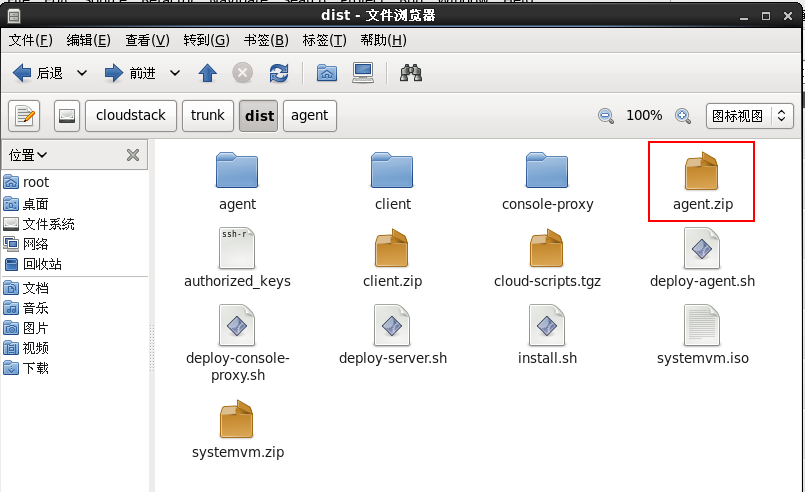 dist - 文件浏览器
文件(F) 编辑(E) 查看(V) 转到(G) 书签(B) 标签(T) 帮助(H)
后退 前进
cloudstack trunk dist agent 100% 图标视图
位置
root
桌面
文件系统
网络
回收站
文档
音乐
图片
视频
下载
agent client console-proxy agent.zip
ssh-r
authorized_keys client.zip cloud-scripts.tgz deploy-agent.sh
deploy-console-
proxy.sh
deploy-server.sh install.sh systemvm.iso
systemvm.zip